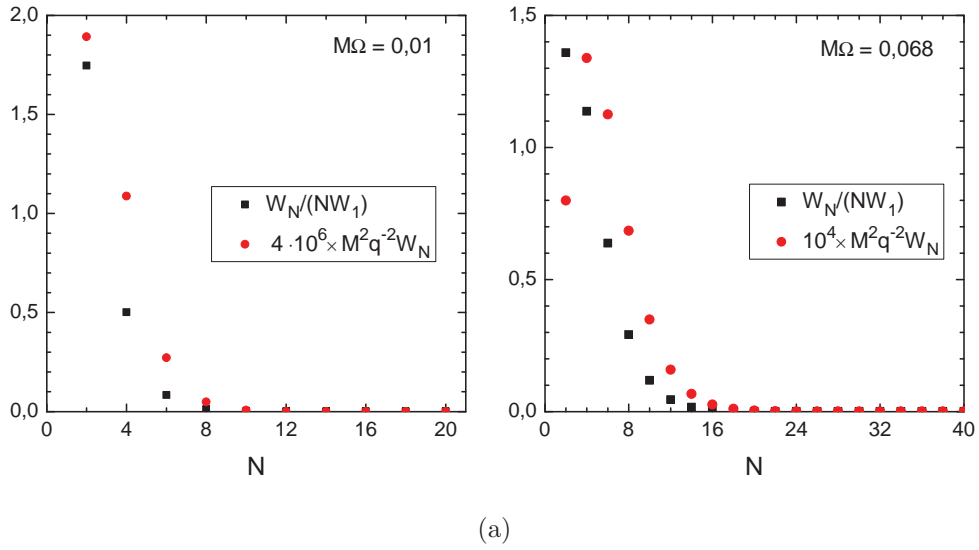 2,0
1,5
1,0
0,5
0,0
MΩ = 0,01
W_N/(NW_1)
4 ·10^6× M^2q^-2W_N
0 4 8 12 16 20
N
1,5
1,0
0,5
0,0
MΩ = 0,068
W_N/(NW_1)
10^4× M^2q^-2W_N
0 8 16 24 32 40
N
(a)